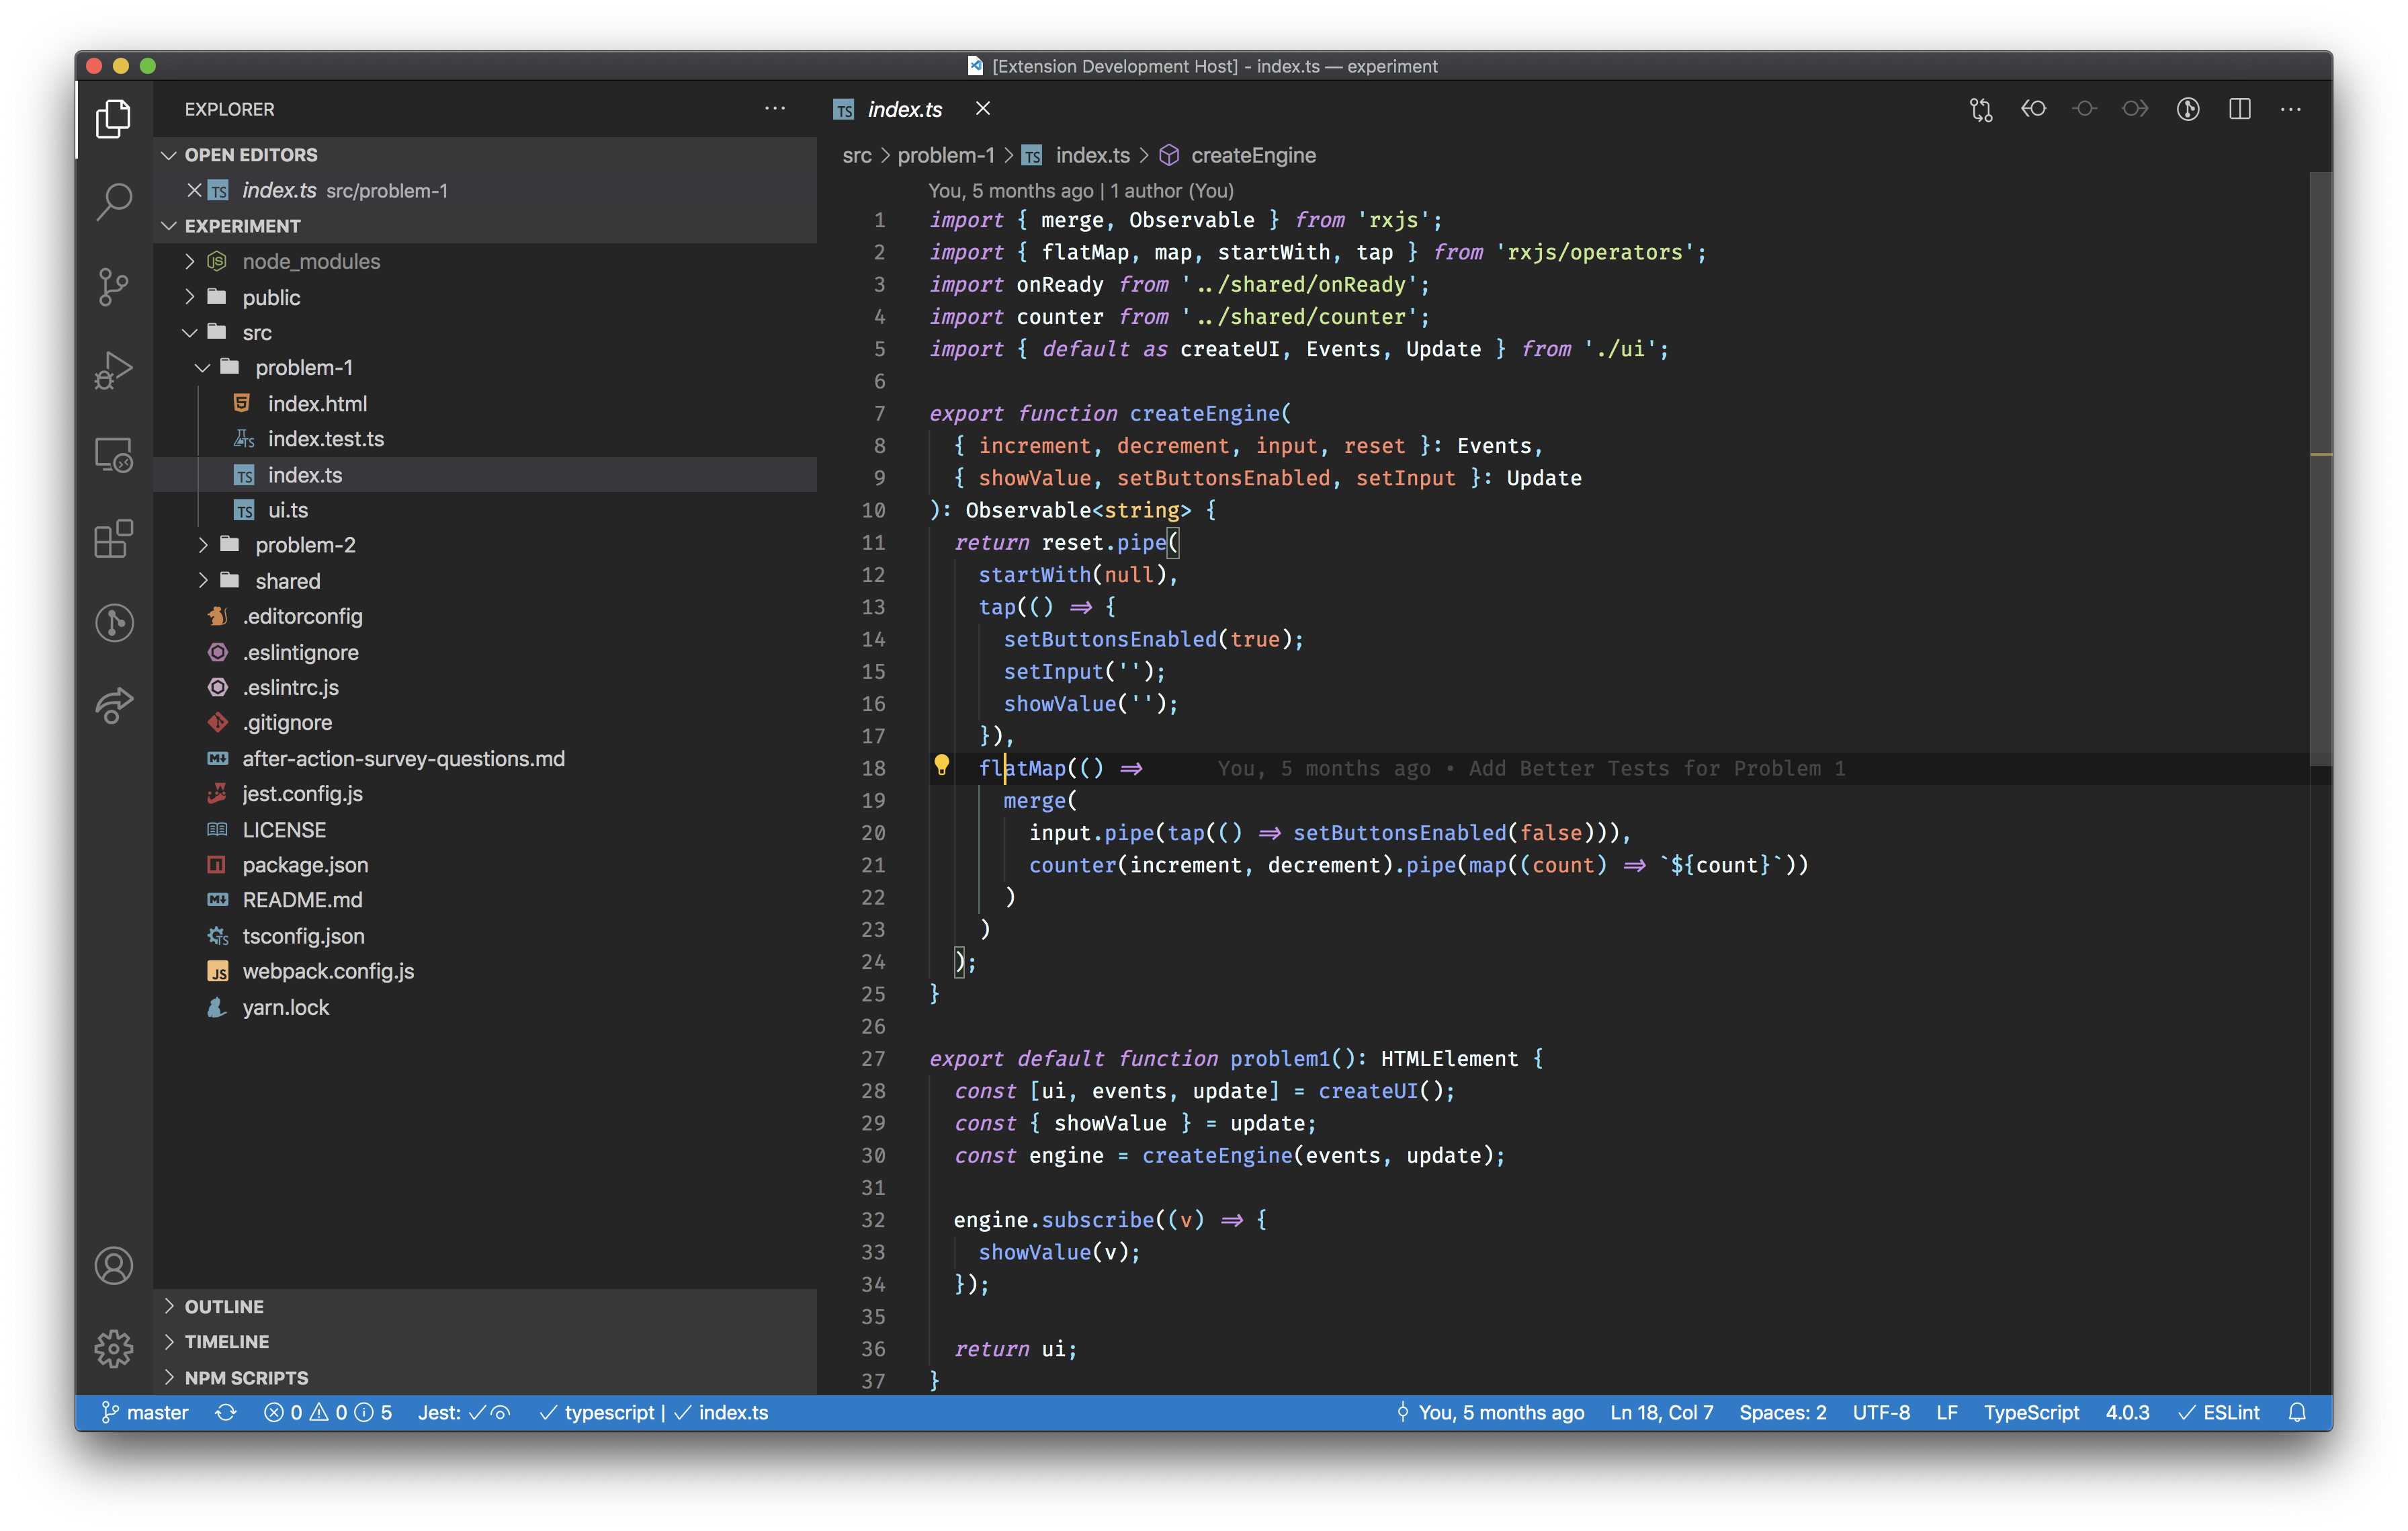 [Extension Development Host] - index.ts — experiment
EXPLORER
OPEN EDITORS
TS index.ts src/problem-1
EXPERIMENT
node_modules
public
src
problem-1
index.html
index.test.ts
TS index.ts
TS ui.ts
problem-2
shared
.editorconfig
.eslintignore
.eslintrc.js
.gitignore
after-action-survey-questions.md
jest.config.js
LICENSE
package.json
README.md
tsconfig.json
JS webpack.config.js
yarn.lock
OUTLINE
TIMELINE
NPM SCRIPTS
TS index.ts
src > problem-1 > TS index.ts > createEngine
You, 5 months ago | 1 author (You)
1 import { merge, Observable } from 'rxjs';
2 import { flatMap, map, startWith, tap } from 'rxjs/operators';
3 import onReady from '../shared/onReady';
4 import counter from '../shared/counter';
5 import { default as createUI, Events, Update } from './ui';
6
7 export function createEngine(
8 { increment, decrement, input, reset }: Events,
9 { showValue, setButtonsEnabled, setInput }: Update
10 ): Observable<string> {
11 return reset.pipe(
12 startWith(null),
13 tap(() => {
14 setButtonsEnabled(true);
15 setInput('');
16 showValue('');
17 }),
18 flatMap(() => You, 5 months ago • Add Better Tests for Problem 1
19 merge(
20 input.pipe(tap(() => setButtonsEnabled(false))),
21 counter(increment, decrement).pipe(map((count) => `${count}`))
22 )
23 )
24 );
25 }
26
27 export default function problem1(): HTMLElement {
28 const [ui, events, update] = createUI();
29 const { showValue } = update;
30 const engine = createEngine(events, update);
31
32 engine.subscribe((v) => {
33 showValue(v);
34 });
35
36 return ui;
37 }
master 0 0 5 Jest: typescript | index.ts You, 5 months ago Ln 18, Col 7 Spaces: 2 UTF-8 LF TypeScript 4.0.3 ESLint